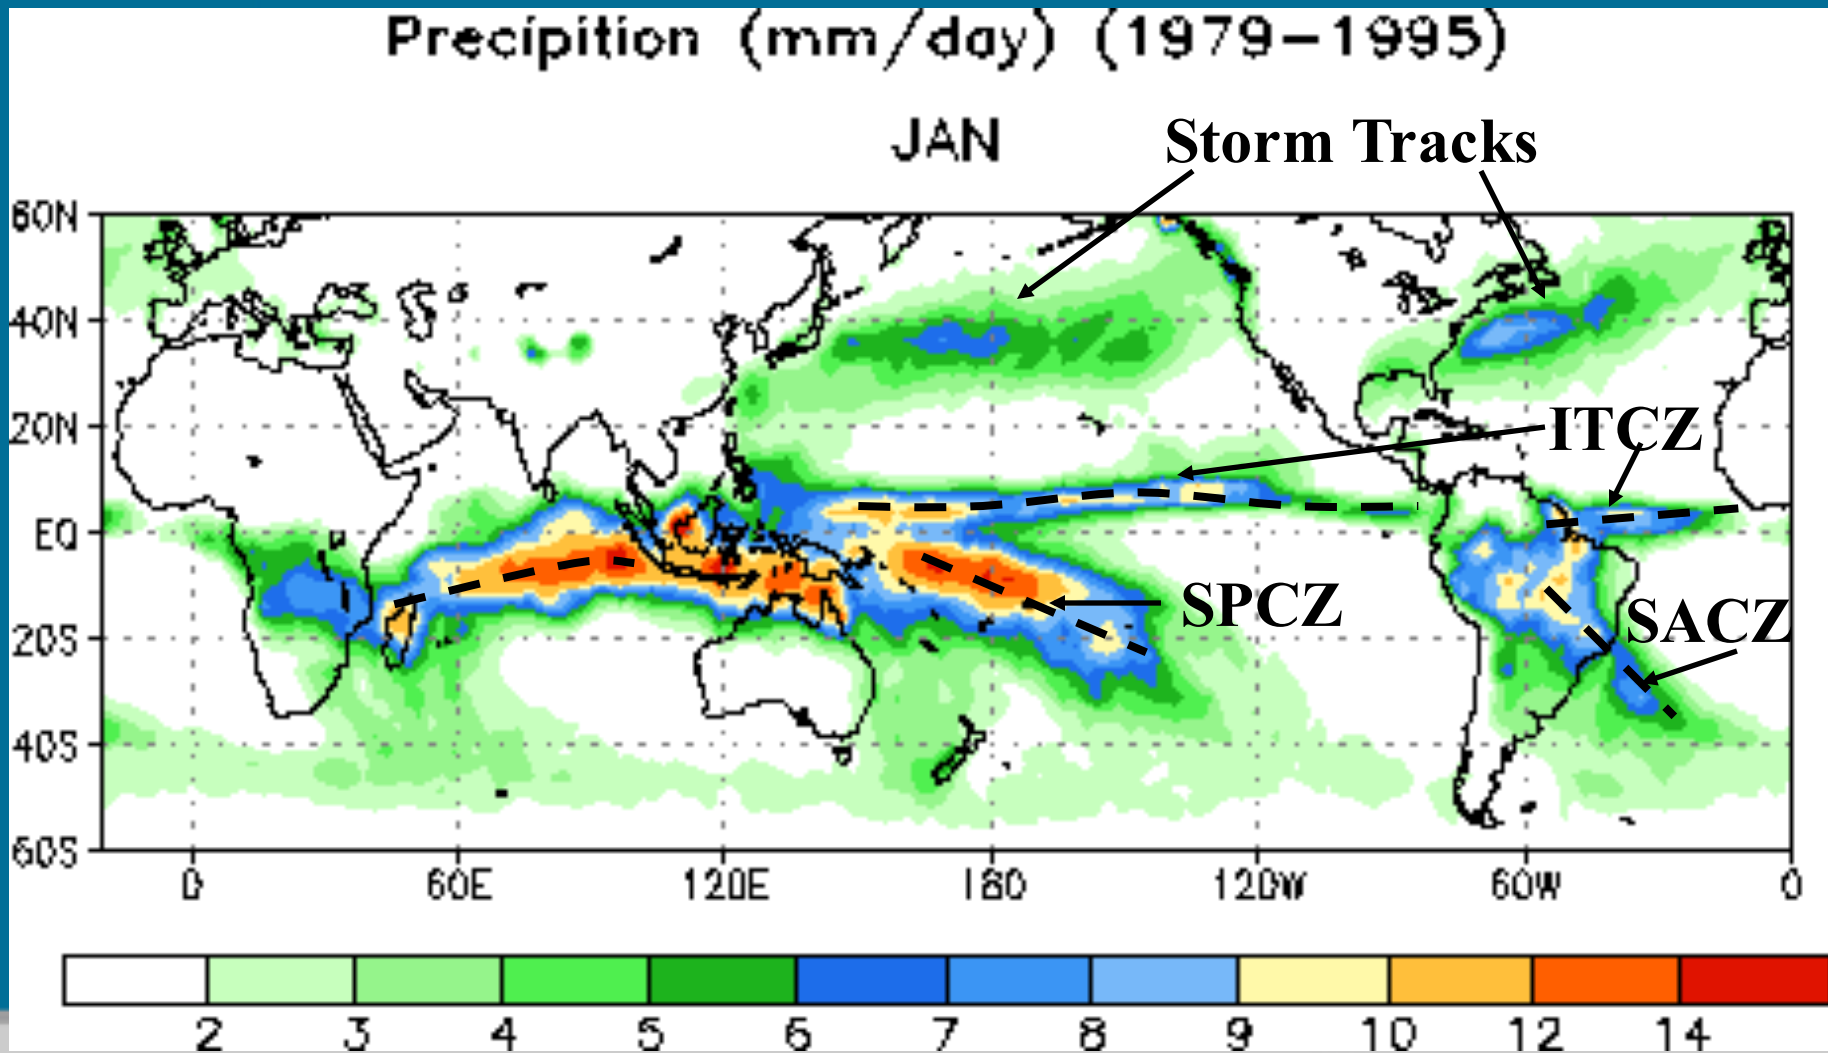 Precipition (mm/day) (1979-1995)
JAN
Storm Tracks
60N
40N
20N
ITCZ
EQ
SPCZ
SACZ
20S
40S
60S
0 60E 120E 180 120W 60W 0
2 3 4 5 6 7 8 9 10 12 14